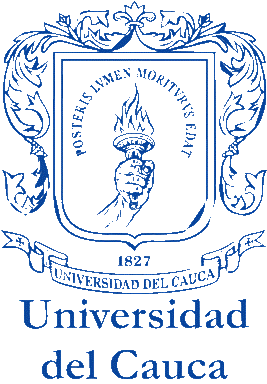 POSTERIS LVMEN MORITVRVS EDAT
1827
UNIVERSIDAD DEL CAUCA
Universidad
del Cauca